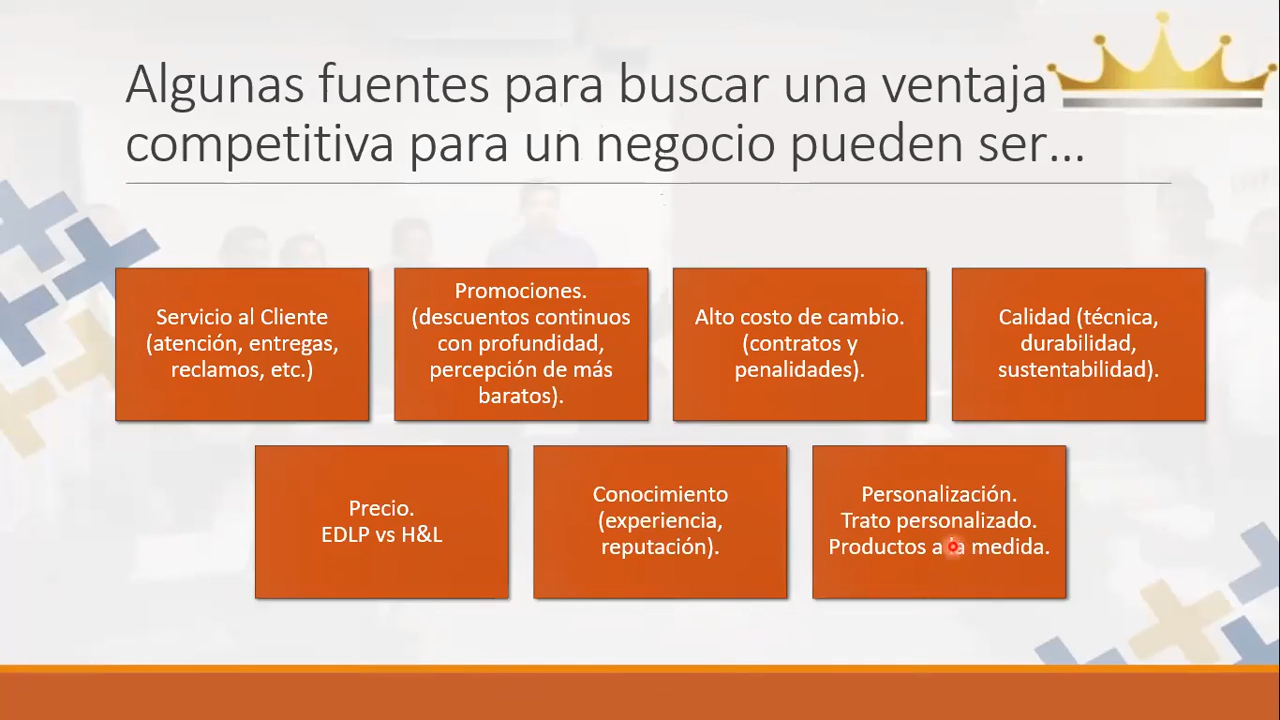 Algunas fuentes para buscar una ventaja
competitiva para un negocio pueden ser...
Servicio al Cliente
(atención, entregas,
reclamos, etc.)
Promociones.
(descuentos continuos
con profundidad,
percepción de más
baratos).
Alto costo de cambio.
(contratos y
penalidades).
Calidad (técnica,
durabilidad,
sustentabilidad).
Precio.
EDLP vs H&L
Conocimiento
(experiencia,
reputación).
Personalización.
Trato personalizado.
Productos a la medida.